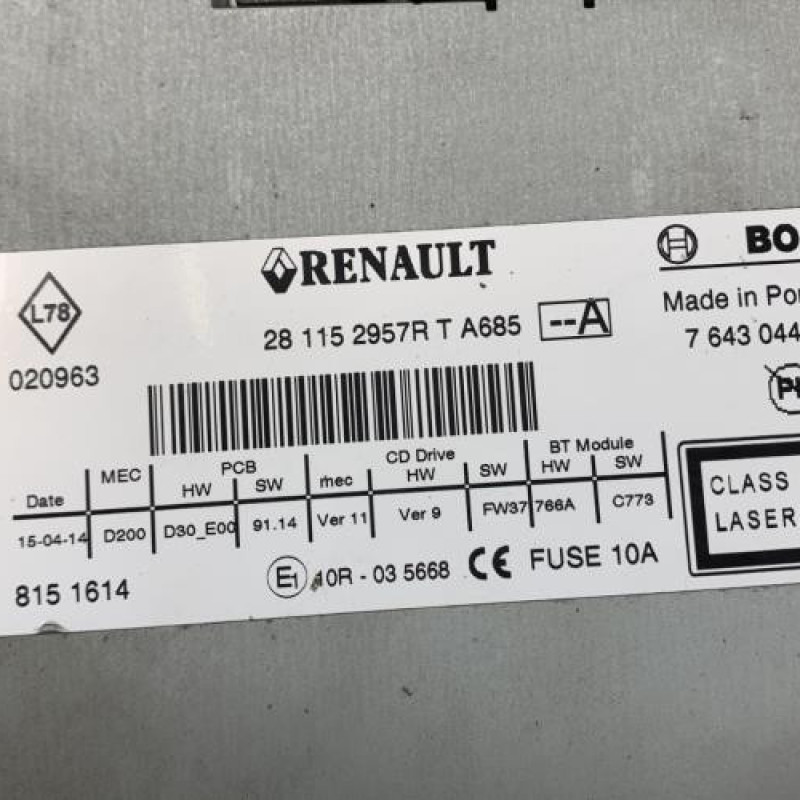 L78
020963
RENAULT
28 115 2957R T A685 --A
BO
Made in Por
7 643 044
Date MEC PCB HW SW CD Drive mec HW SW BT Module HW SW
15-04-14 D200 D30_E00 91.14 Ver 11 Ver 9 FW37 766A C773
815 1614
E1 10R - 03 5668 CE FUSE 10A
CLASS
LASER